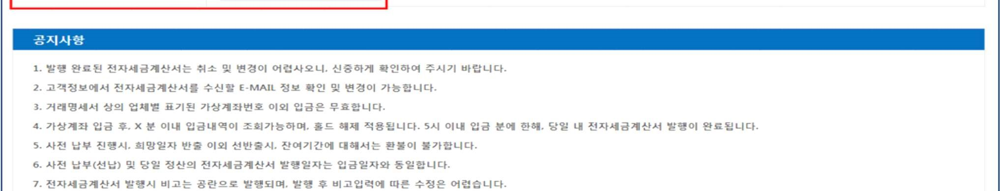 공지사항
1. 발행 완료된 전자세금계산서는 취소 및 변경이 어렵사오니, 신중하게 확인하여 주시기 바랍니다.
2. 고객정보에서 전자세금계산서를 수신할 E-MAIL 정보 확인 및 변경이 가능합니다.
3. 거래명세서 상의 업체별 표기된 가상계좌번호 이외 입금은 무효합니다.
4. 가상계좌 입금 후, X 분 이내 입금내역이 조회가능하며, 홀드 해제 적용됩니다. 5시 이내 입금 분에 한해, 당일 내 전자세금계산서 발행이 완료됩니다.
5. 사전 납부 진행시, 희망일자 반출 이외 선반출시, 잔여기간에 대해서는 환불이 불가합니다.
6. 사전 납부(선납) 및 당일 정산의 전자세금계산서 발행일자는 입금일자와 동일합니다.
7. 전자세금계산서 발행시 비고는 공란으로 발행되며, 발행 후 비고입력에 따른 수정은 어렵습니다.